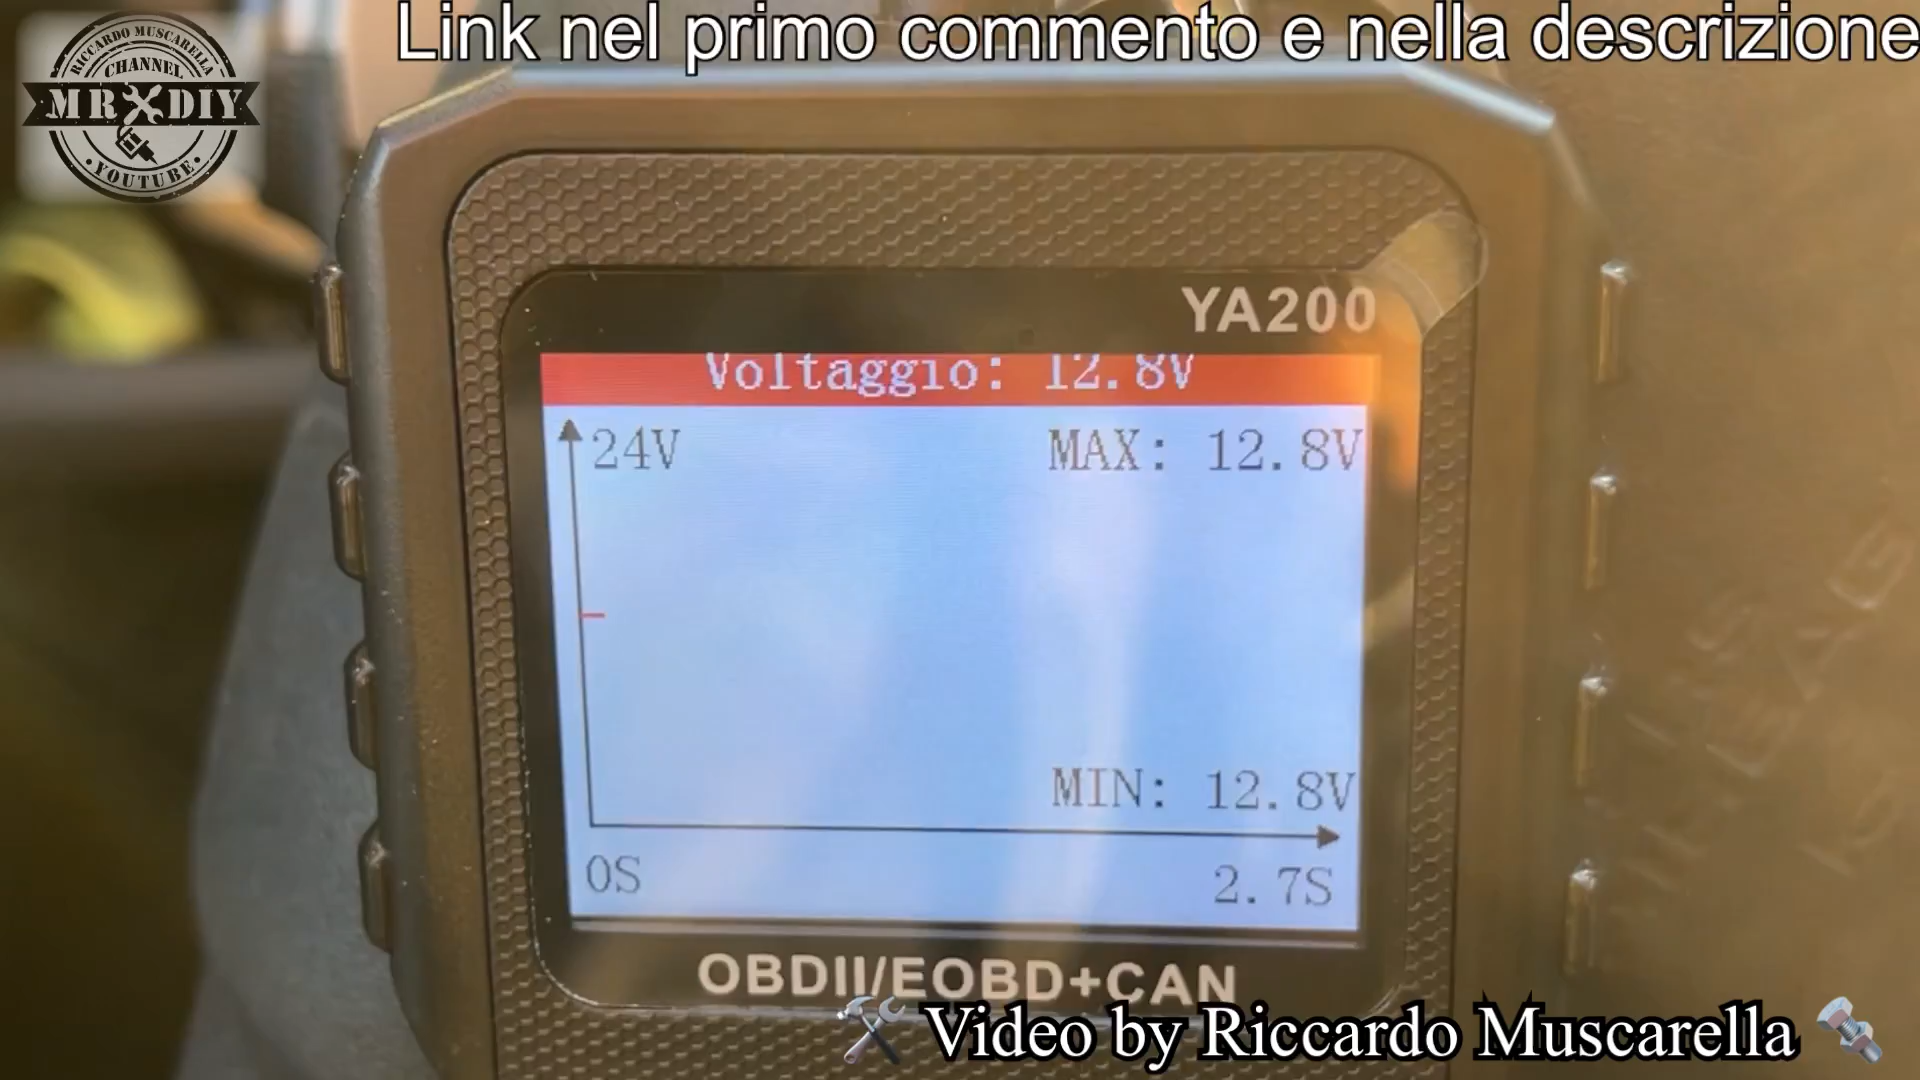 Link nel primo commento e nella descrizione
RICCARDO MUSCARELLA
CHANNEL
MR DIY
YOUTUBE
YA200
Voltaggio: 12.8V
24V
MAX: 12.8V
MIN: 12.8V
0S
2.7S
OBDII/EOBD+CAN
Video by Riccardo Muscarella